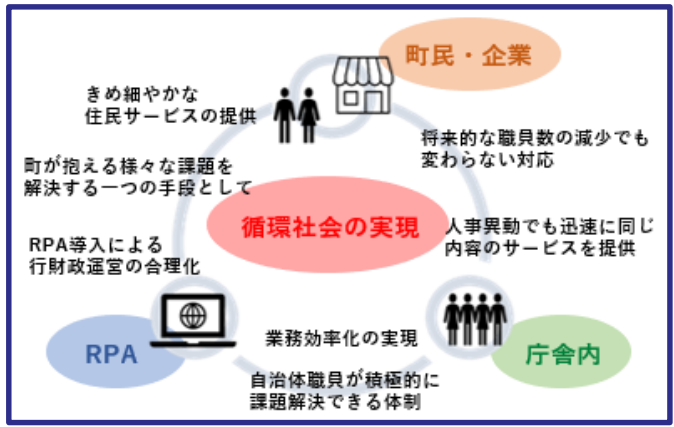 町民・企業
きめ細やかな
住民サービスの提供
将来的な職員数の減少でも
変わらない対応
町が抱える様々な課題を
解決する一つの手段として
循環社会の実現
人事異動でも迅速に同じ
内容のサービスを提供
RPA導入による
行財政運営の合理化
業務効率化の実現
RPA
庁舎内
自治体職員が積極的に
課題解決できる体制